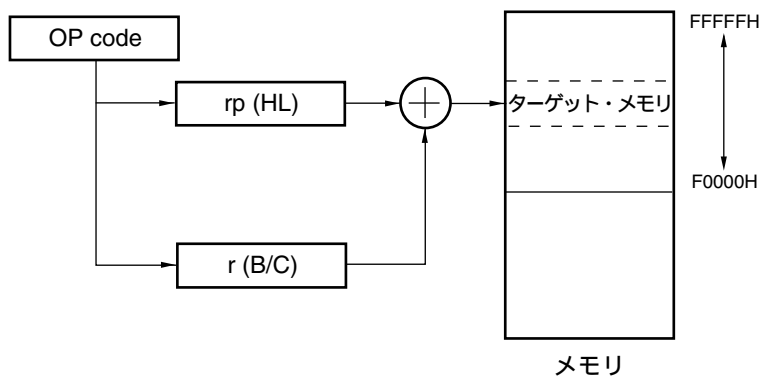 OP code
FFFFFH
rp (HL)
ターゲット・メモリ
F0000H
r (B/C)
メモリ